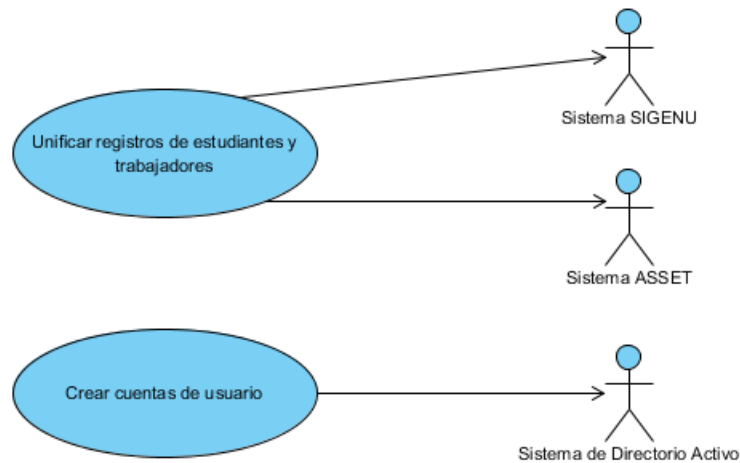 Sistema SIGENU
Unificar registros de estudiantes y
trabajadores
Sistema ASSET
Crear cuentas de usuario
Sistema de Directorio Activo